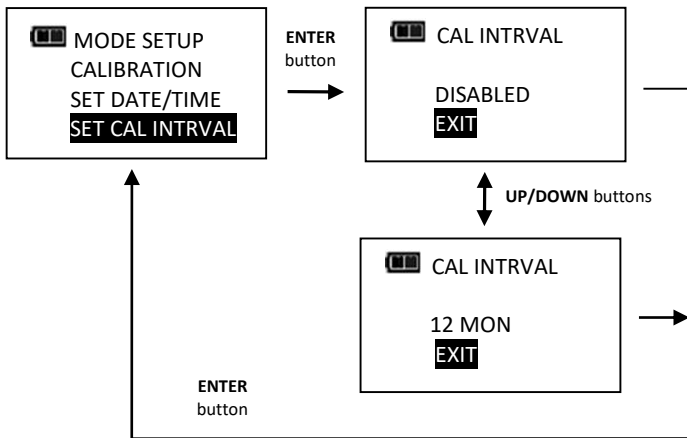 MODE SETUP
CALIBRATION
SET DATE/TIME
SET CAL INTRVAL
ENTER
button
CAL INTRVAL
DISABLED
EXIT
UP/DOWN buttons
CAL INTRVAL
12 MON
EXIT
ENTER
button